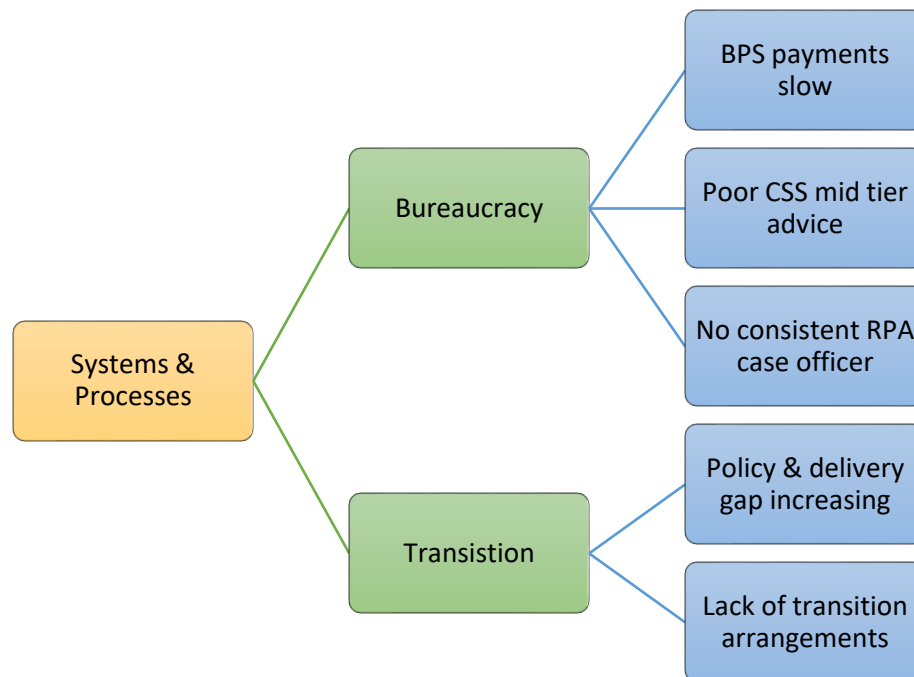 Systems &
Processes
Bureaucracy
BPS payments
slow
Poor CSS mid tier
advice
No consistent RPA
case officer
Transistion
Policy & delivery
gap increasing
Lack of transition
arrangements